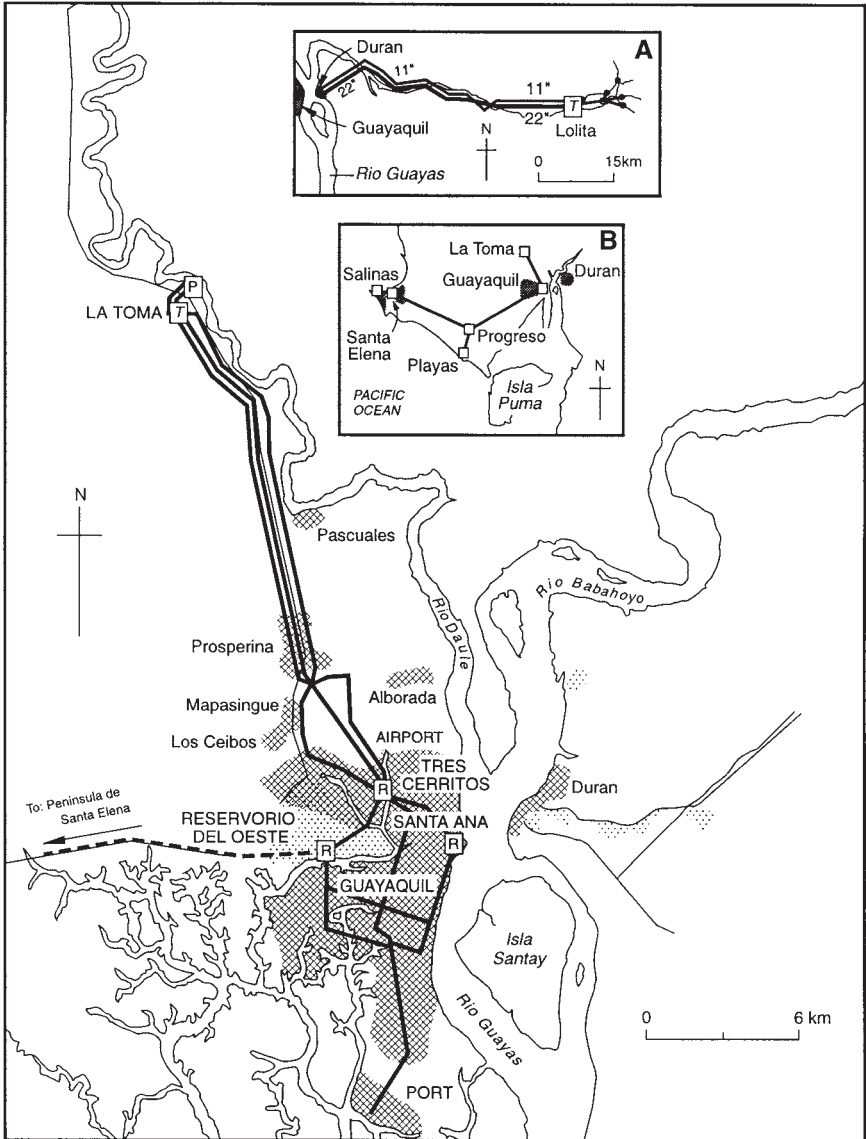 A
Duran
11"
22"
11"
22"
T
Lolita
Guayaquil
N
Rio Guayas
0 15km
B
La Toma
Salinas
Guayaquil
Duran
Santa
Elena
Progreso
Playas
N
PACIFIC
OCEAN
Isla
Puma
P
LA TOMA
T
N
Pascuales
Rio Babahoyo
Rio Daule
Prosperina
Mapasingue
Alborada
Los Ceibos
AIRPORT
TRES
CERRITOS
R
Duran
To: Peninsula de
Santa Elena
RESERVORIO
DEL OESTE
SANTA ANA
R
R
GUAYAQUIL
Isla
Santay
Rio Guayas
0 6 km
PORT